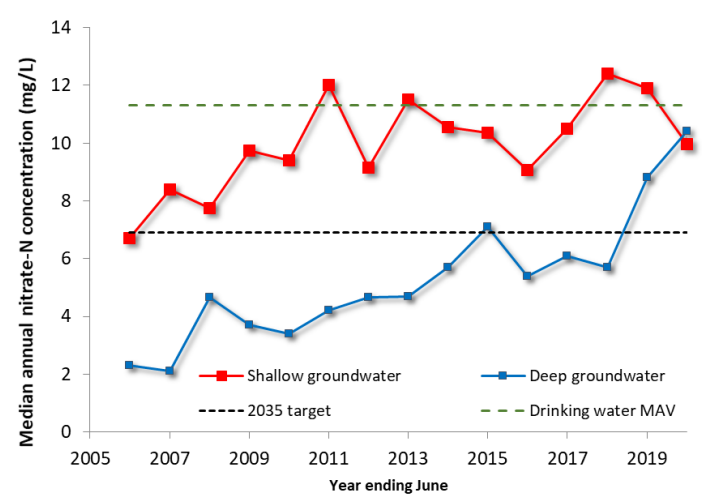 Median annual nitrate-N concentration (mg/L)
14
12
10
8
6
4
2
0
Shallow groundwater
Deep groundwater
2035 target
Drinking water MAV
2005
2007
2009
2011
2013
2015
2017
2019
Year ending June